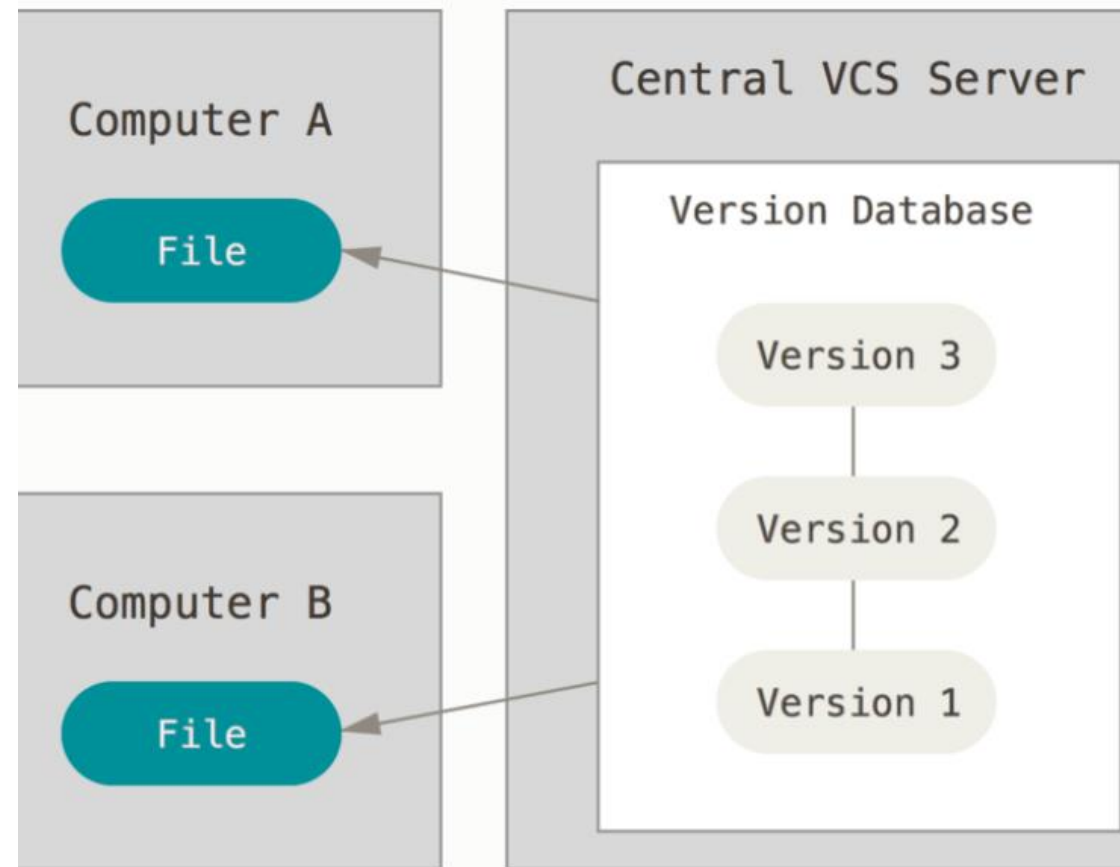 Computer A
File
Computer B
File
Central VCS Server
Version Database
Version 3
Version 2
Version 1